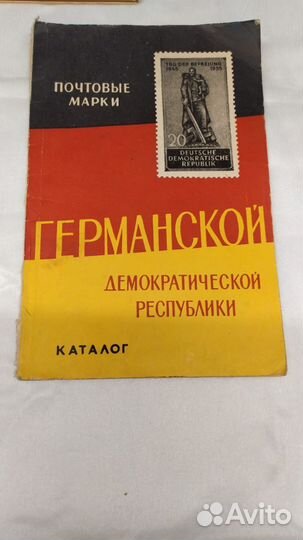 ПОЧТОВЫЕ
МАРКИ
TAG DER BEFREIUNG
1945 1955
20
DEUTSCHE
DEMOKRATISCHE
REPUBLIK
ГЕРМАНСКОЙ
ДЕМОКРАТИЧЕСКОЙ
РЕСПУБЛИКИ
КАТАЛОГ
Avito